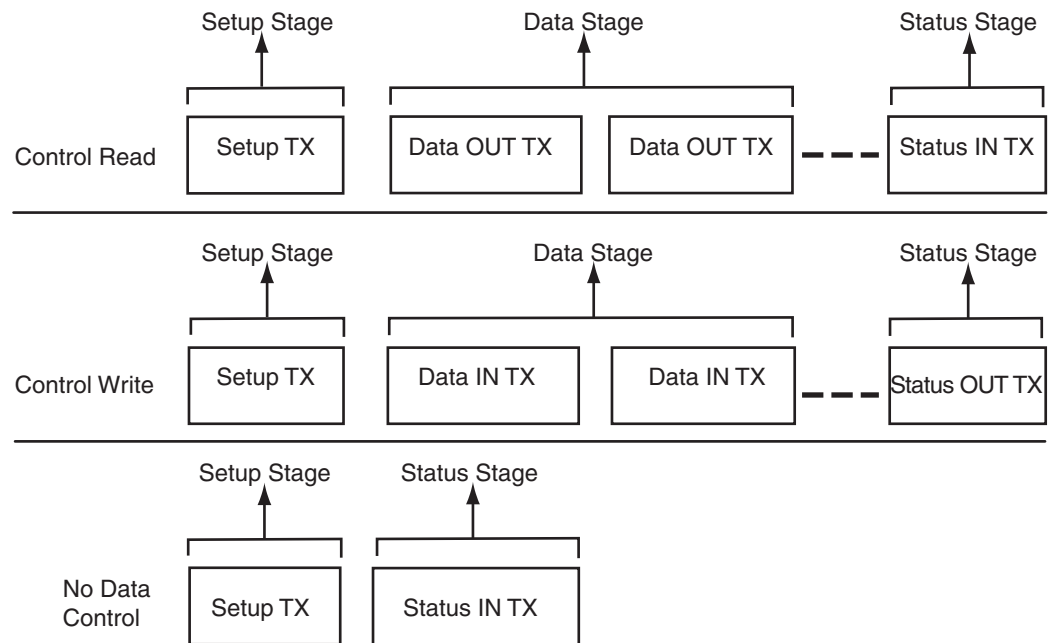 Setup Stage Data Stage Status Stage
Control Read Setup TX Data OUT TX Data OUT TX Status IN TX
Setup Stage Data Stage Status Stage
Control Write Setup TX Data IN TX Data IN TX Status OUT TX
Setup Stage Status Stage
No Data
Control Setup TX Status IN TX